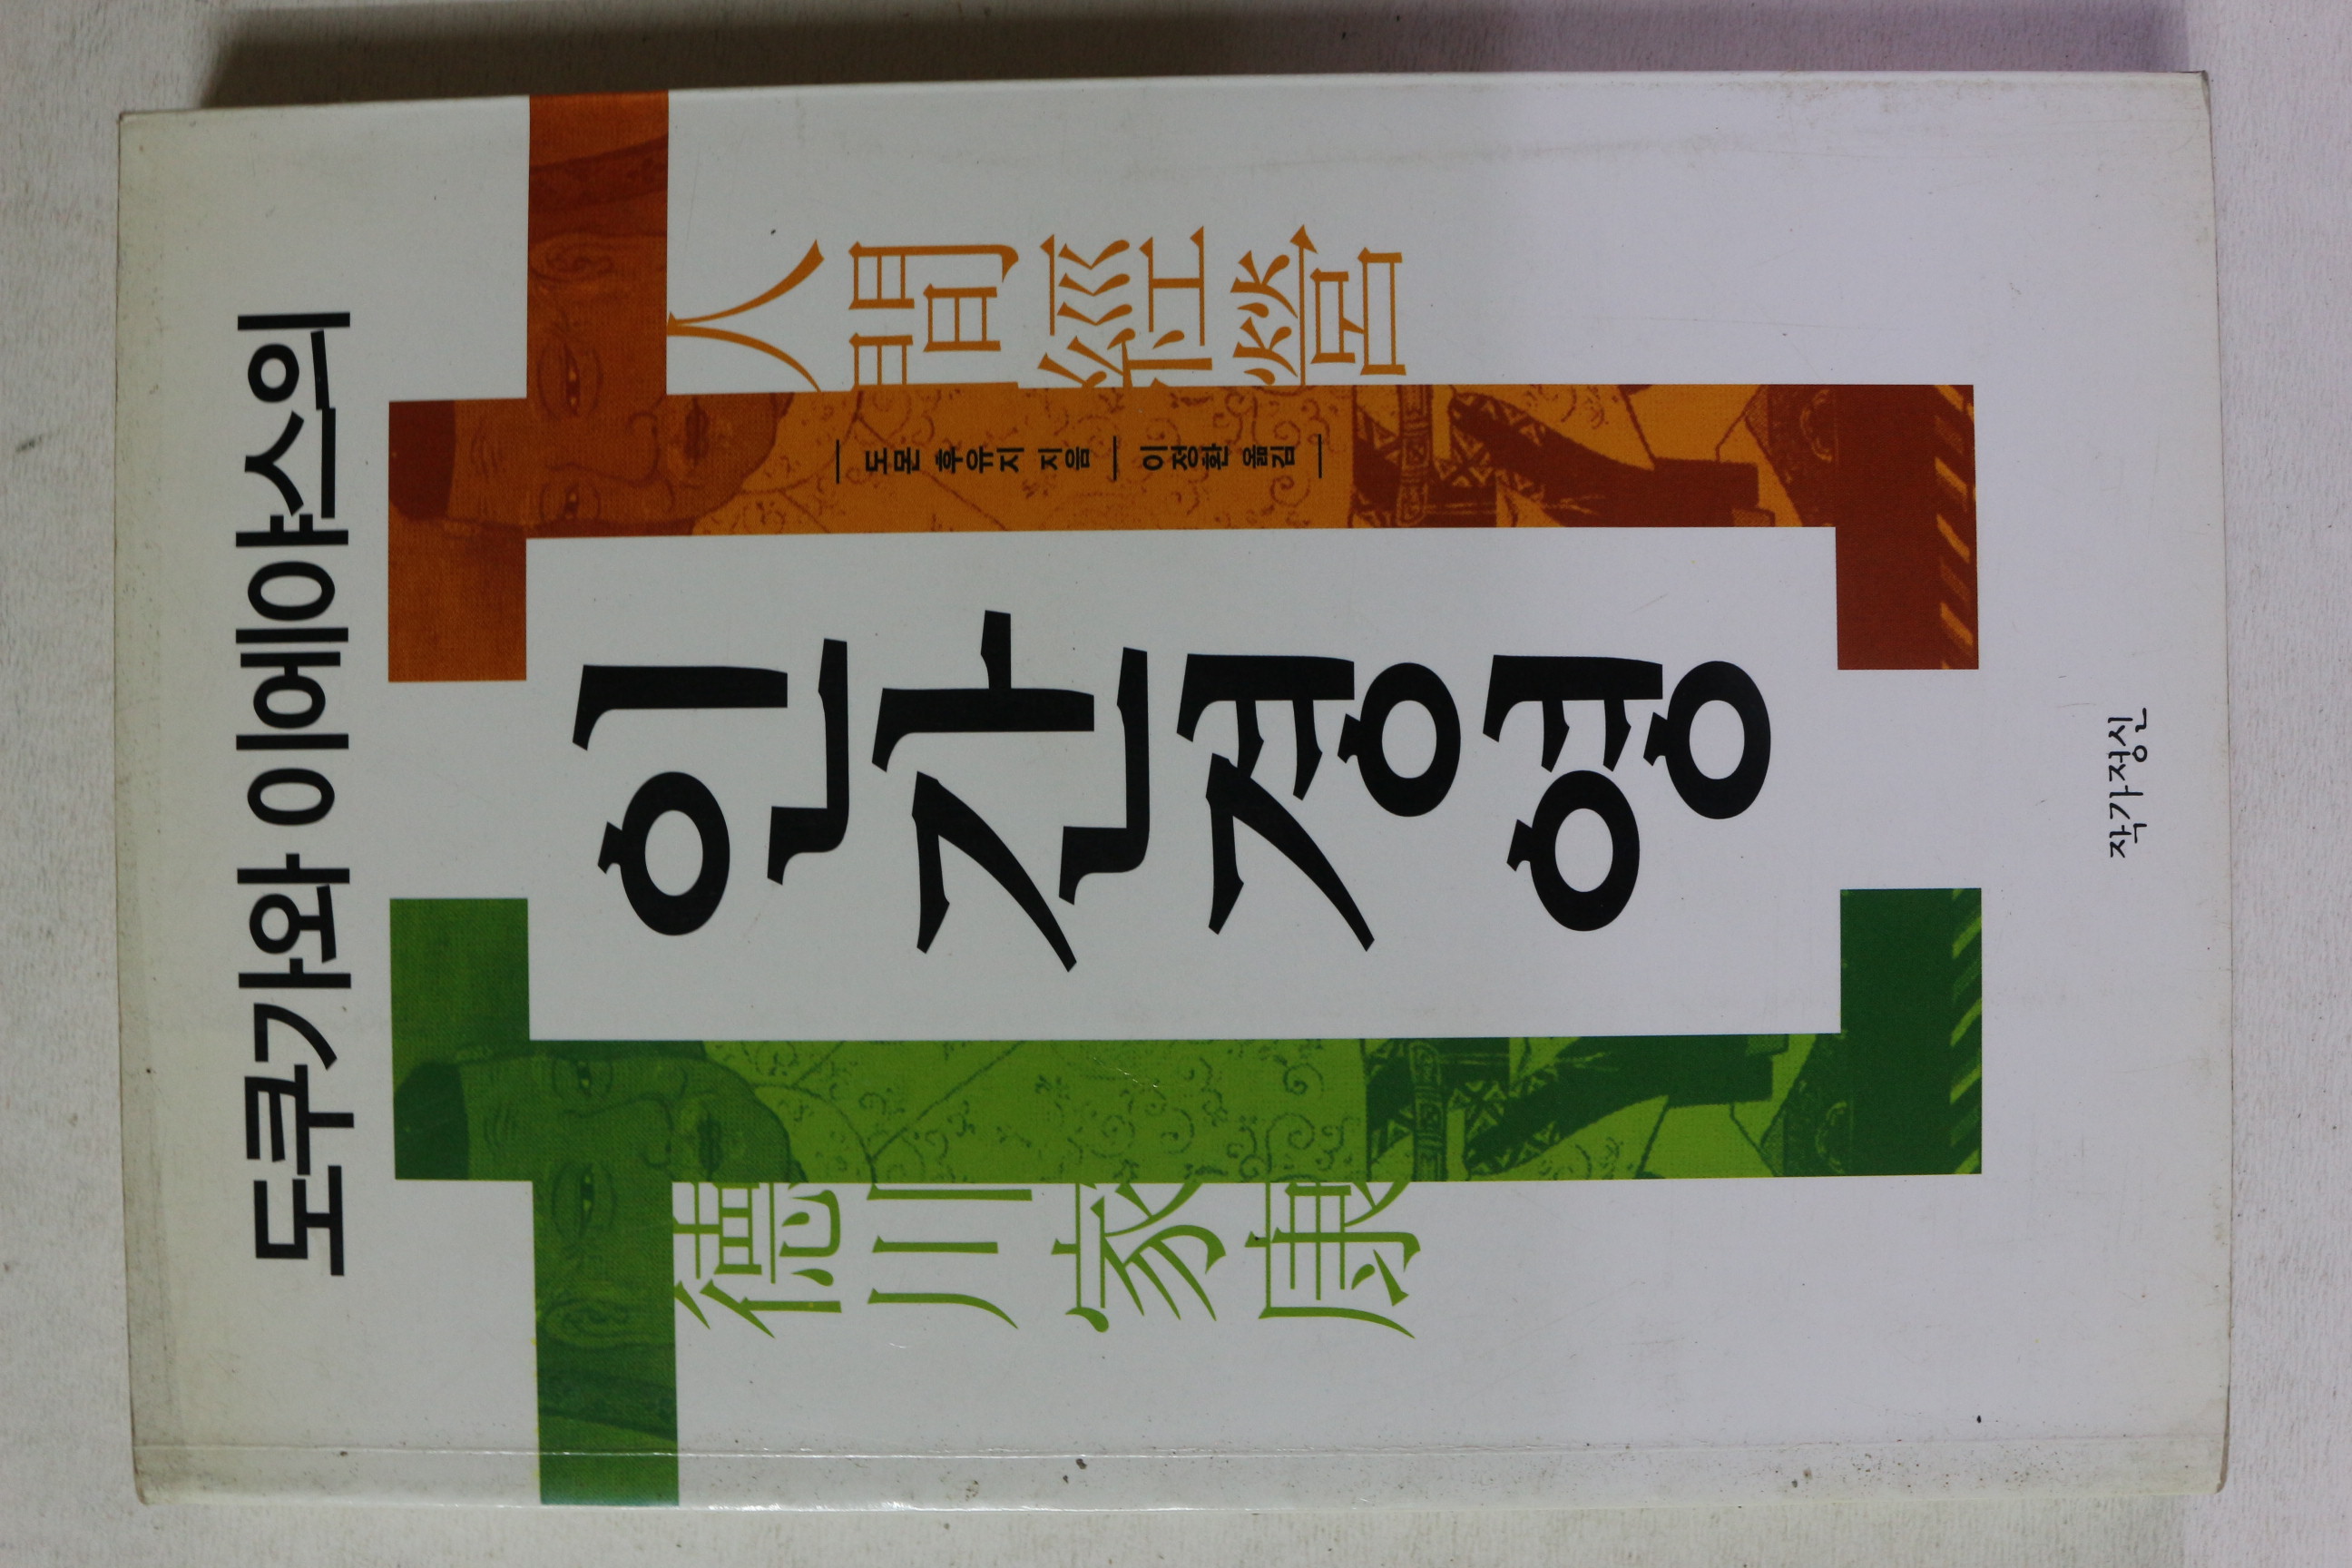 도쿠가와 이에야스의
인간경영
德川家康
人間經營
도몬 후유지 지음
이정환 옮김
작가정신